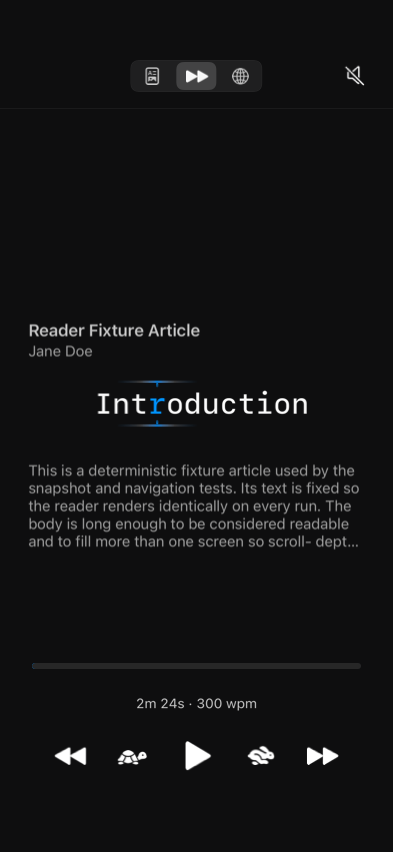 Reader Fixture Article
Jane Doe
Introduction
This is a deterministic fixture article used by the
snapshot and navigation tests. Its text is fixed so
the reader renders identically on every run. The
body is long enough to be considered readable
and to fill more than one screen so scroll- dept...
2m 24s · 300 wpm